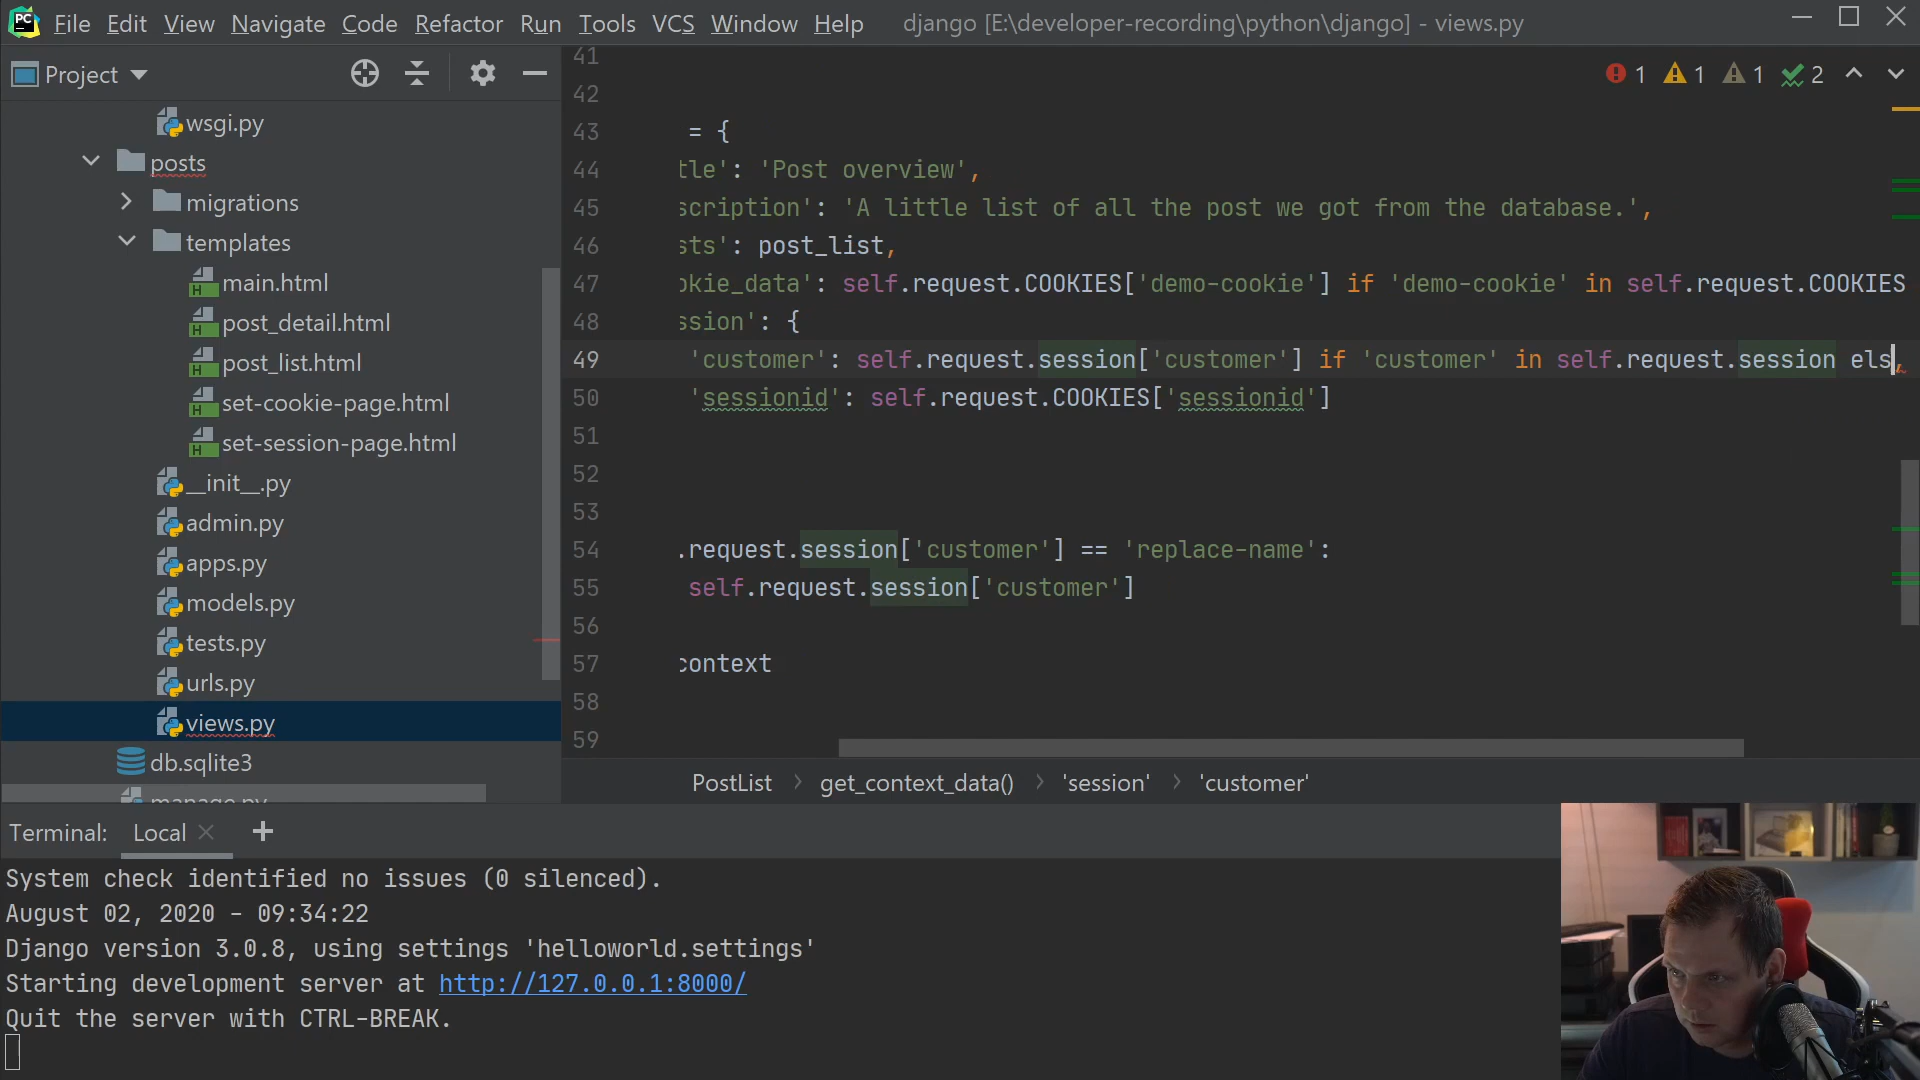 PC File Edit View Navigate Code Refactor Run Tools VCS Window Help django [E:\developer-recording\python\django] - views.py
Project
1 1 1 2
wsgi.py
posts
migrations
templates
main.html
post_detail.html
post_list.html
set-cookie-page.html
set-session-page.html
__init__.py
admin.py
apps.py
models.py
tests.py
urls.py
views.py
db.sqlite3
manage.py
41
42
43 = {
44 tle': 'Post overview',
45 scription': 'A little list of all the post we got from the database.',
46 sts': post_list,
47 okie_data': self.request.COOKIES['demo-cookie'] if 'demo-cookie' in self.request.COOKIES
48 ssion': {
49 'customer': self.request.session['customer'] if 'customer' in self.request.session els,
50 'sessionid': self.request.COOKIES['sessionid']
51
52
53
54 .request.session['customer'] == 'replace-name':
55 self.request.session['customer']
56
57 context
58
59
PostList > get_context_data() > 'session' > 'customer'
Terminal: Local × +
System check identified no issues (0 silenced).
August 02, 2020 - 09:34:22
Django version 3.0.8, using settings 'helloworld.settings'
Starting development server at http://127.0.0.1:8000/
Quit the server with CTRL-BREAK.